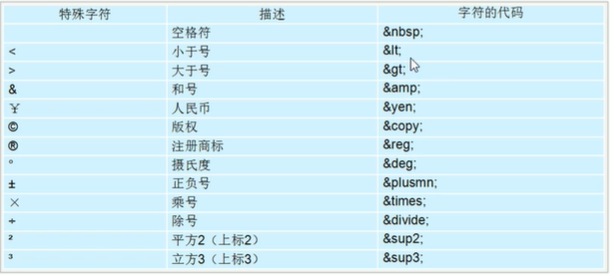 特殊字符 描述 字符的代码
空格符 &nbsp;
< 小于号 &lt;
> 大于号 &gt;
& 和号 &amp;
¥ 人民币 &yen;
© 版权 &copy;
® 注册商标 &reg;
° 摄氏度 &deg;
± 正负号 &plusmn;
× 乘号 &times;
÷ 除号 &divide;
² 平方2（上标2） &sup2;
³ 立方3（上标3） &sup3;